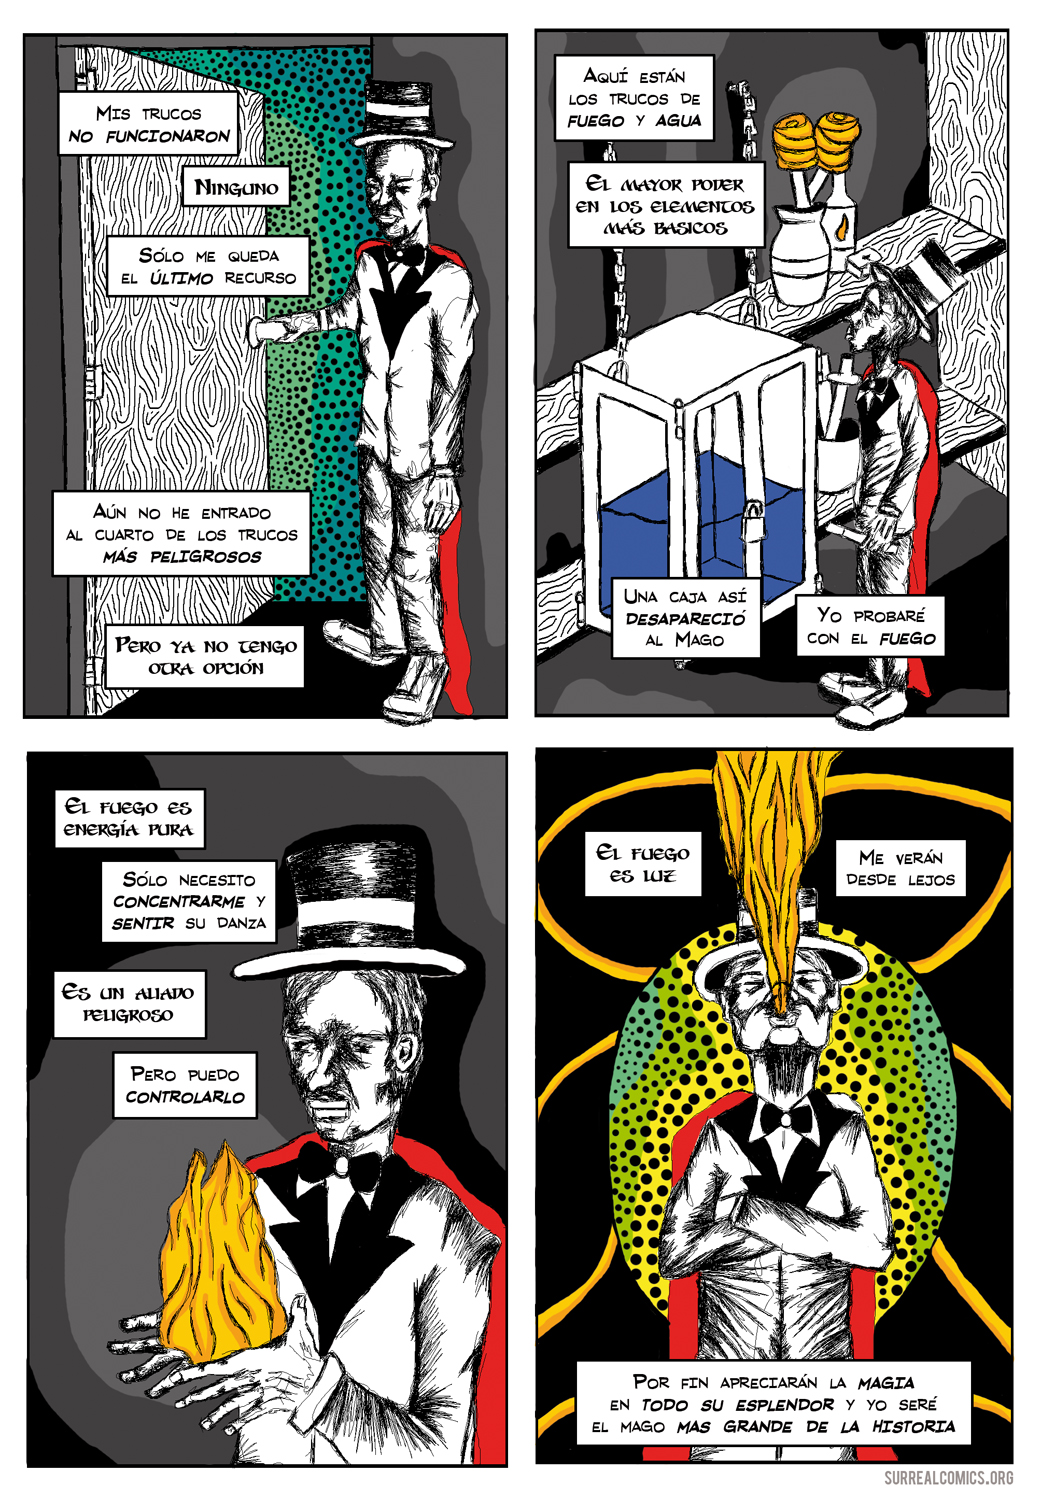 Mis trucos
no funcionaron
Ninguno
Sólo me queda
el último recurso
Aún no he entrado
al cuarto de los trucos
más peligrosos
Pero ya no tengo
otra opción
Aquí están
los trucos de
fuego y agua
El mayor poder
en los elementos
más basicos
Una caja así
desapareció
al Mago
Yo probaré
con el fuego
El fuego es
energía pura
Sólo necesito
concentrarme y
sentir su danza
Es un aliado
peligroso
Pero puedo
controlarlo
El fuego
es luz
Me verán
desde lejos
Por fin apreciarán la magia
en todo su esplendor y yo seré
el mago mas grande de la historia
SURREALCOMICS.ORG